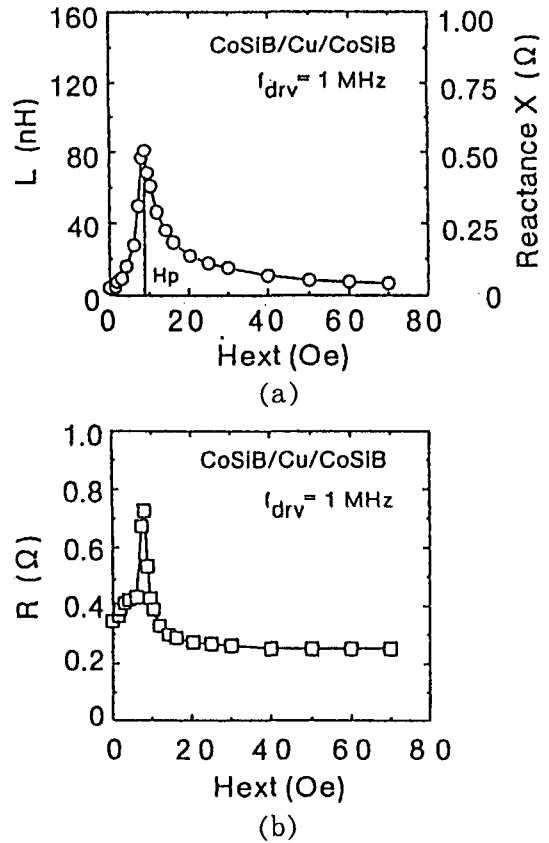 160
120
80
40
0
L (nH)
CoSiB/Cu/CoSiB
fdrv= 1 MHz
Hp
1.00
0.75
0.50
0.25
0
Reactance X (Ω)
0 20 40 60 80
Hext (Oe)
(a)
1.0
0.8
0.6
0.4
0.2
0
R (Ω)
CoSiB/Cu/CoSiB
fdrv= 1 MHz
0 20 40 60 80
Hext (Oe)
(b)